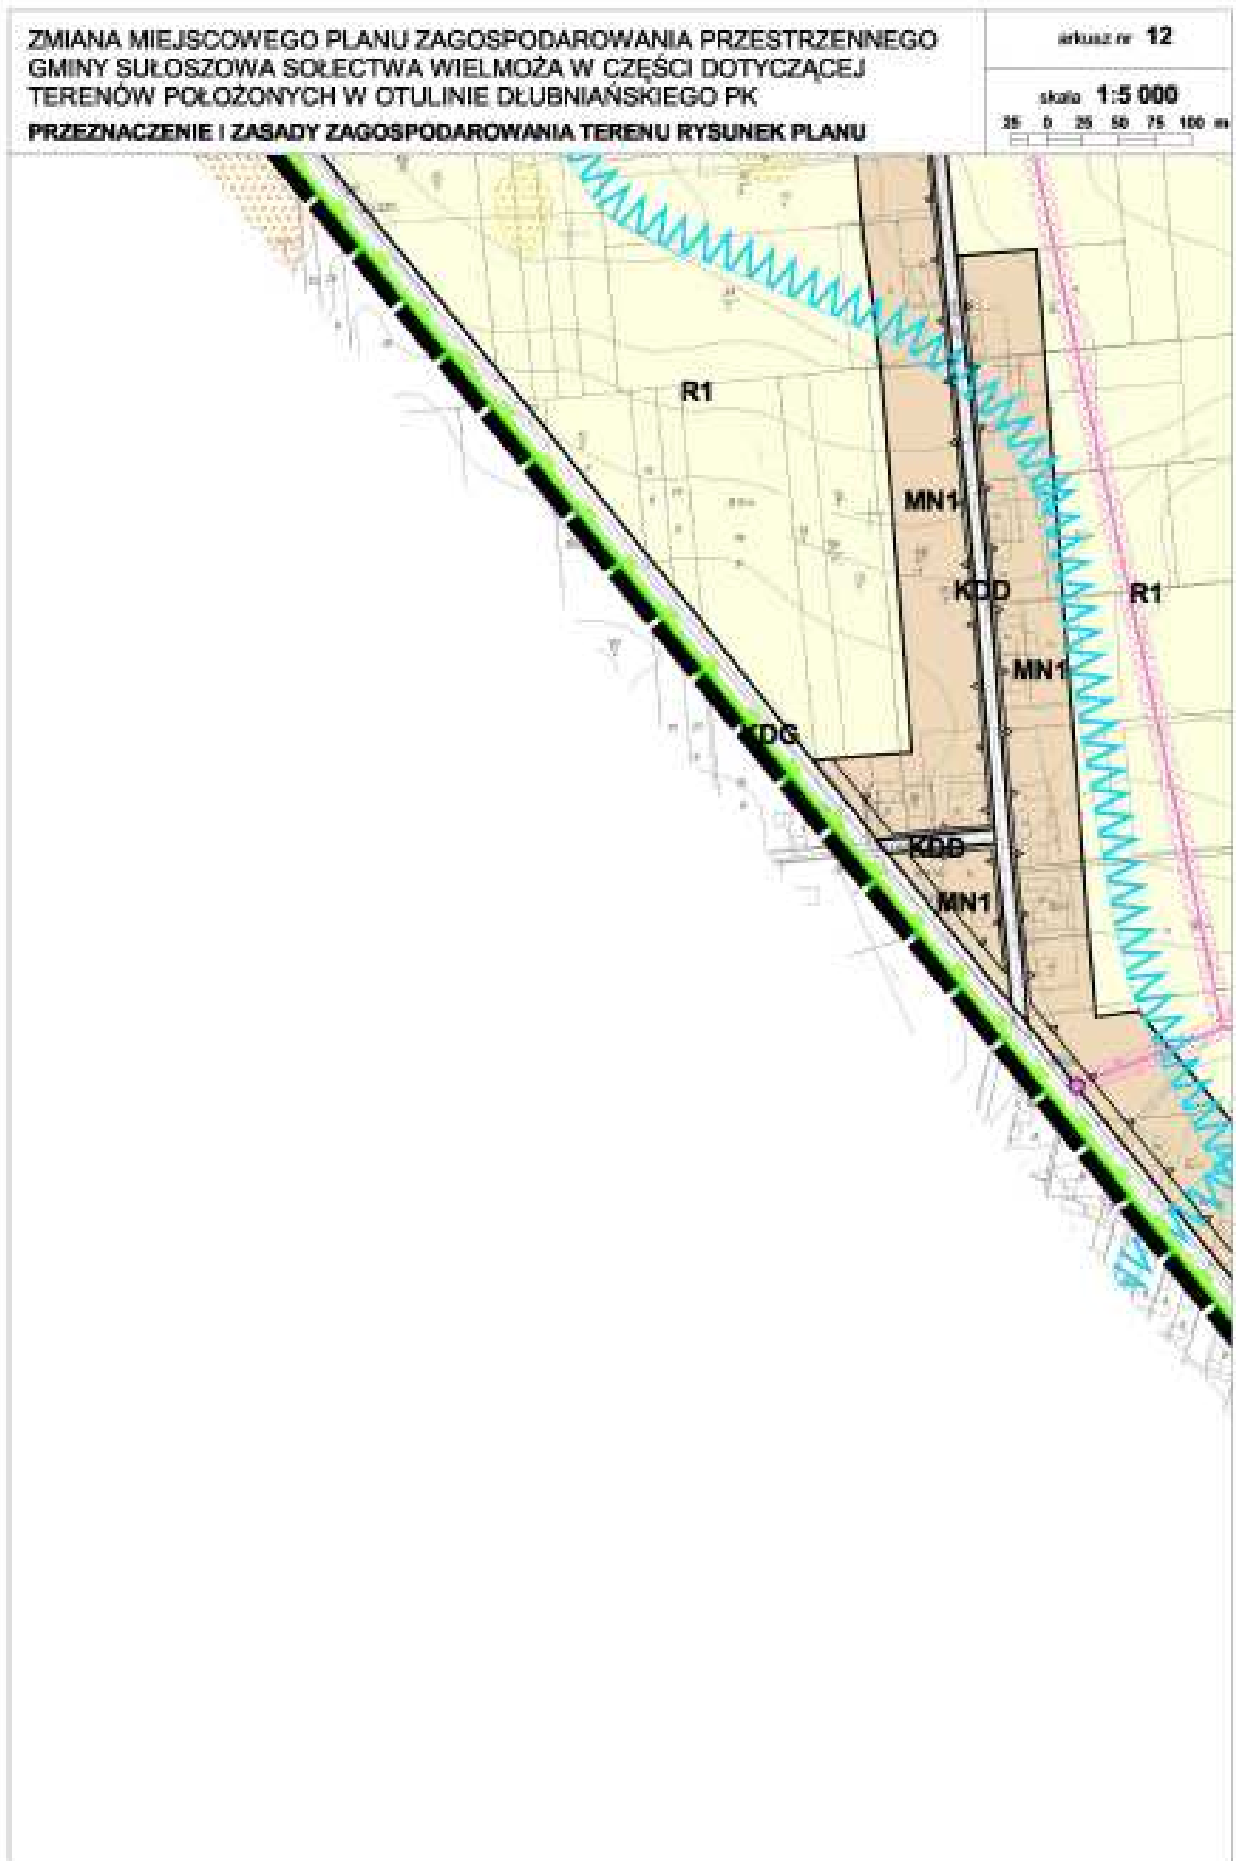 ZMIANA MIEJSCOWEGO PLANU ZAGOSPODAROWANIA PRZESTRZENNEGO
GMINY SUŁOSZOWA SOŁECTWA WIELMOŻA W CZĘŚCI DOTYCZĄCEJ
TERENÓW POŁOŻONYCH W OTULINIE DŁUBNIAŃSKIEGO PK
PRZEZNACZENIE I ZASADY ZAGOSPODAROWANIA TERENU RYSUNEK PLANU
arkusz nr 12
skala 1:5 000
25 0 25 50 75 100 m
R1
MN1
KDD
R1
MN1
KDG
KDD
MN1